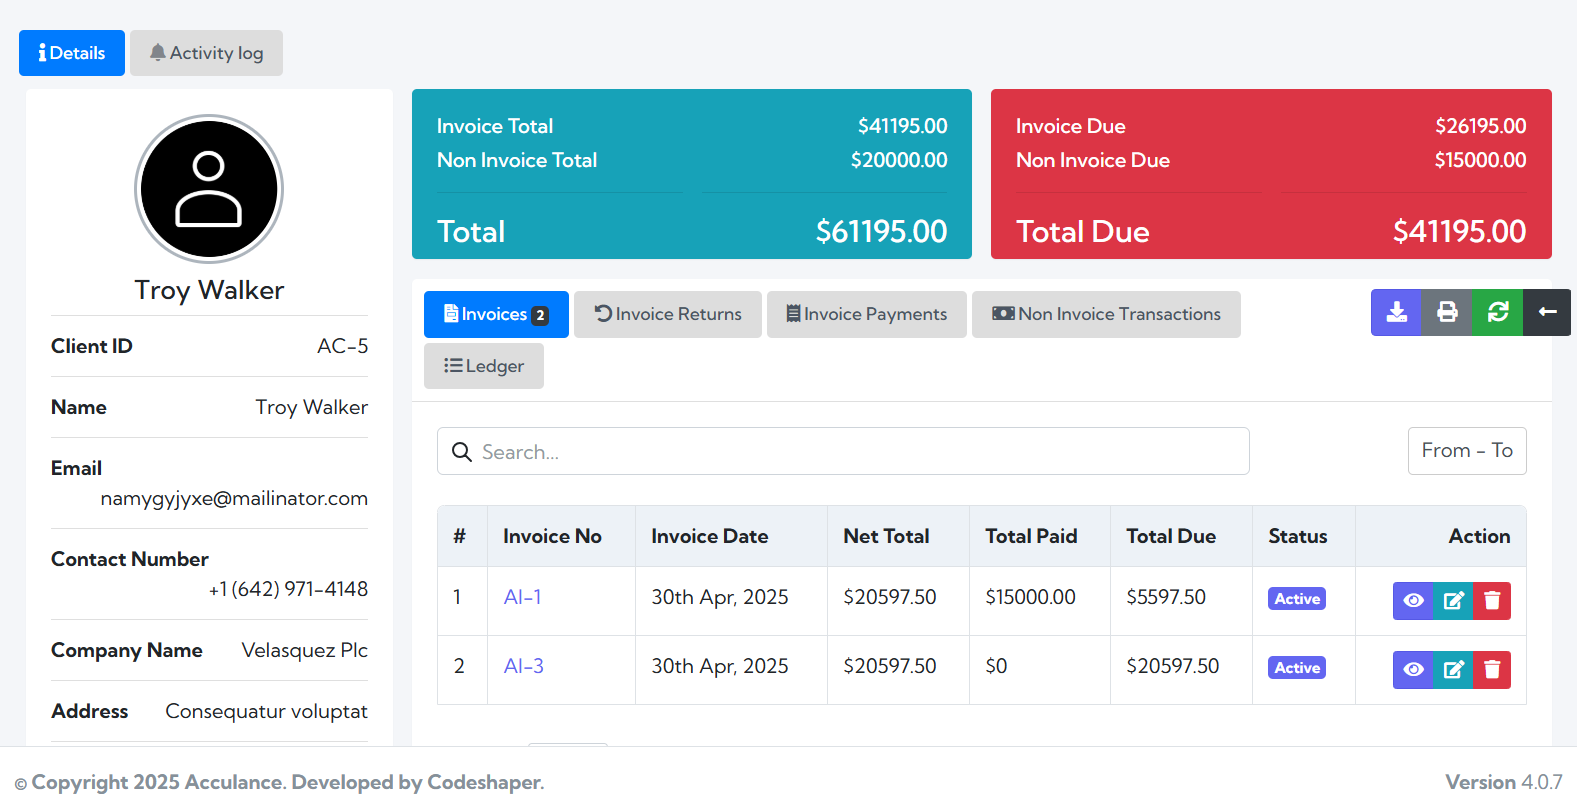 Details
Activity log
Troy Walker
Client ID AC-5
Name Troy Walker
Email
namygyjyxe@mailinator.com
Contact Number
+1 (642) 971-4148
Company Name Velasquez Plc
Address Consequatur voluptat
Invoice Total $41195.00
Non Invoice Total $20000.00
Total $61195.00
Invoice Due $26195.00
Non Invoice Due $15000.00
Total Due $41195.00
Invoices 2
Invoice Returns
Invoice Payments
Non Invoice Transactions
Ledger
Search...
From - To
# Invoice No Invoice Date Net Total Total Paid Total Due Status Action
1 AI-1 30th Apr, 2025 $20597.50 $15000.00 $5597.50 Active
2 AI-3 30th Apr, 2025 $20597.50 $0 $20597.50 Active
© Copyright 2025 Acculance. Developed by Codeshaper.
Version 4.0.7